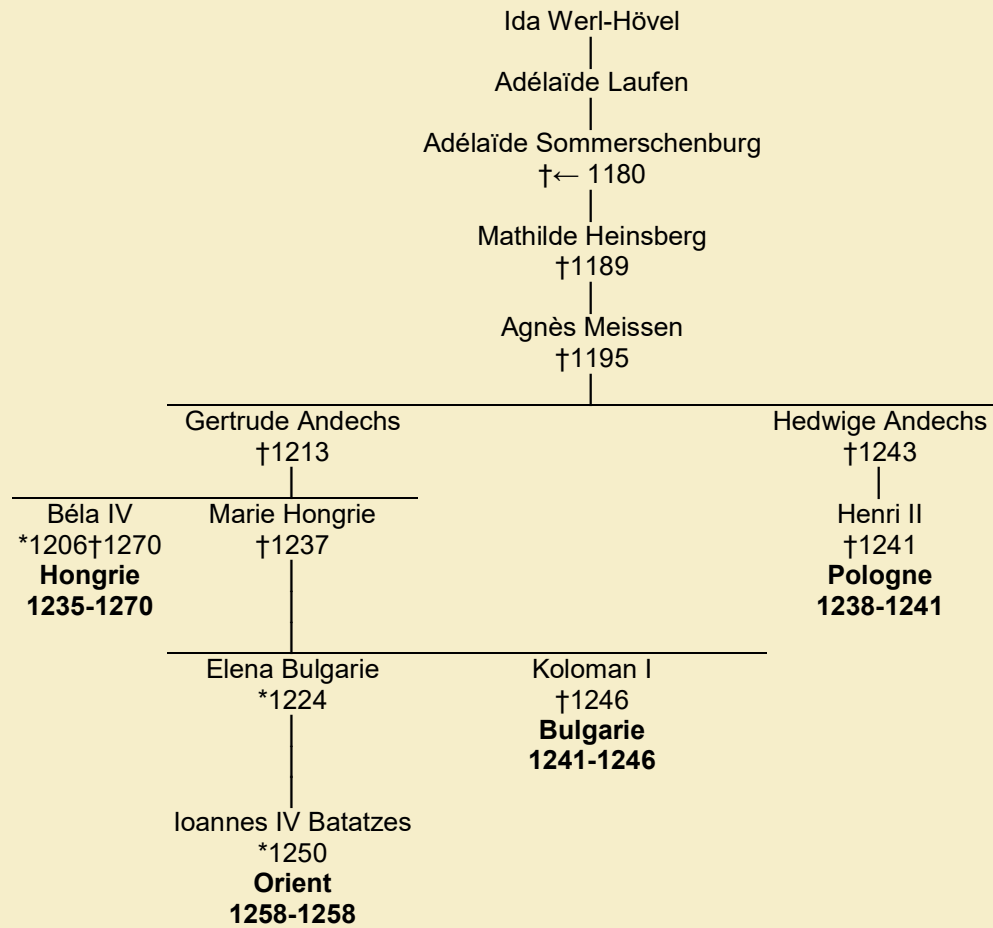 Ida Werl-Hövel
Adélaïde Laufen
Adélaïde Sommerschenburg
†← 1180
Mathilde Heinsberg
†1189
Agnès Meissen
†1195
Gertrude Andechs
†1213
Hedwige Andechs
†1243
Béla IV
*1206†1270
Hongrie
1235-1270
Marie Hongrie
†1237
Henri II
†1241
Pologne
1238-1241
Elena Bulgarie
*1224
Koloman I
†1246
Bulgarie
1241-1246
Ioannes IV Batatzes
*1250
Orient
1258-1258